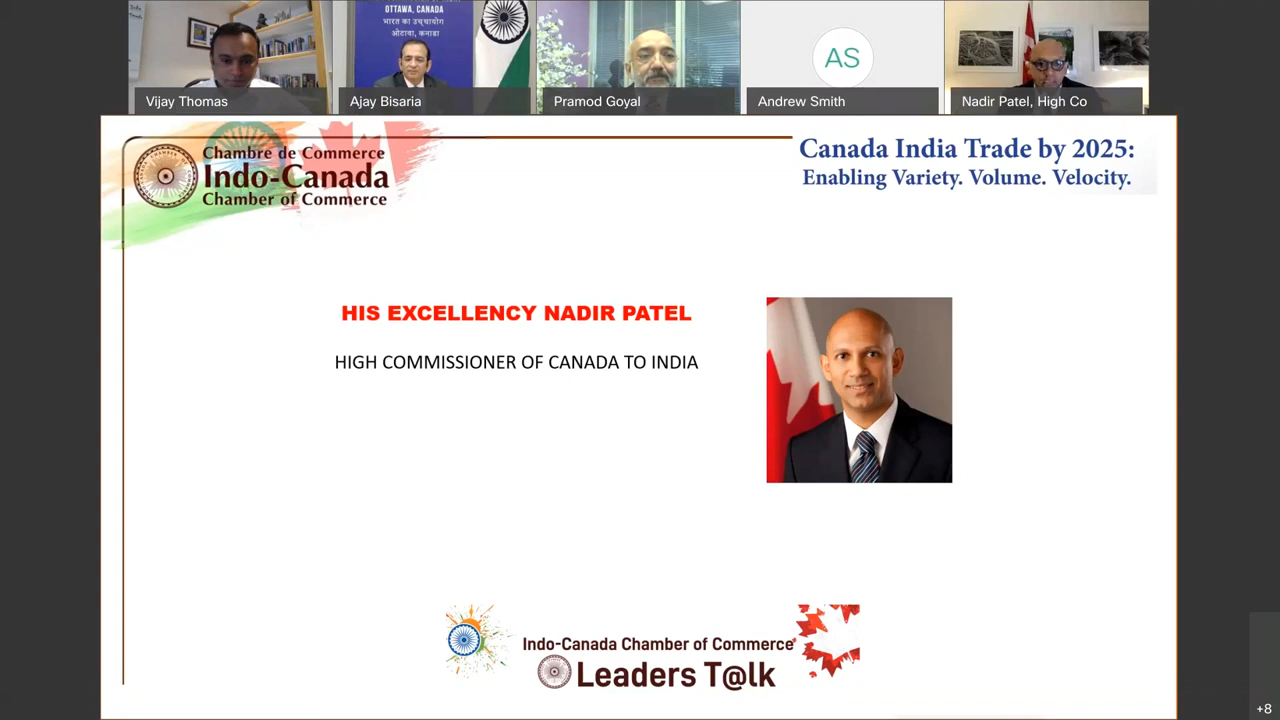 OTTAWA, CANADA
भारत का उच्चायोग
ओटावा, कनाडा
AS
Vijay Thomas
Ajay Bisaria
Pramod Goyal
Andrew Smith
Nadir Patel, High Co
Chambre de Commerce
Indo-Canada
Chamber of Commerce
Canada India Trade by 2025:
Enabling Variety. Volume. Velocity.
HIS EXCELLENCY NADIR PATEL
HIGH COMMISSIONER OF CANADA TO INDIA
Indo-Canada Chamber of Commerce
Leaders T@lk
+8